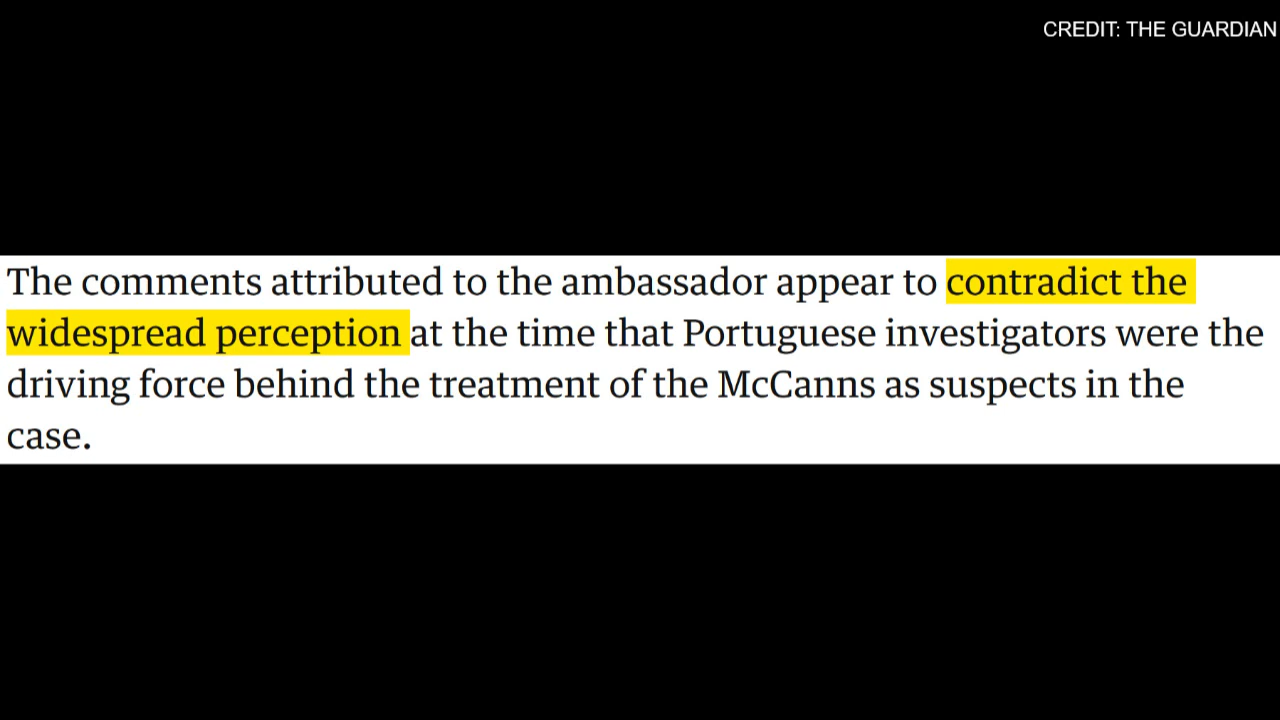 CREDIT: THE GUARDIAN
The comments attributed to the ambassador appear to contradict the
widespread perception at the time that Portuguese investigators were the
driving force behind the treatment of the McCanns as suspects in the
case.